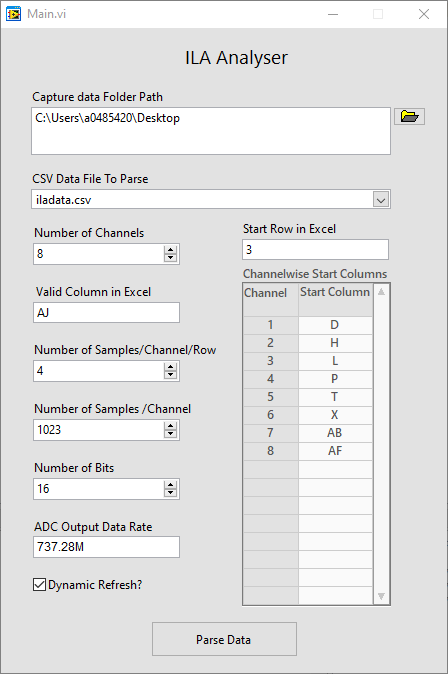 Main.vi
ILA Analyser
Capture data Folder Path
C:\Users\a0485420\Desktop
CSV Data File To Parse
iladata.csv
Number of Channels
8
Start Row in Excel
3
Valid Column in Excel
AJ
Number of Samples/Channel/Row
4
Number of Samples /Channel
1023
Number of Bits
16
ADC Output Data Rate
737.28M
Dynamic Refresh?
Channelwise Start Columns
Channel Start Column
1 D
2 H
3 L
4 P
5 T
6 X
7 AB
8 AF
Parse Data